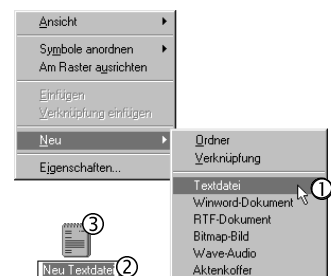 Ansicht
Symbole anordnen
Am Raster ausrichten
Einfügen
Verknüpfung einfügen
Neu
Eigenschaften...
Ordner
Verknüpfung
Textdatei
①
Winword-Dokument
RTF-Dokument
Bitmap-Bild
Wave-Audio
Aktenkoffer
③
Neu Textdatei
②